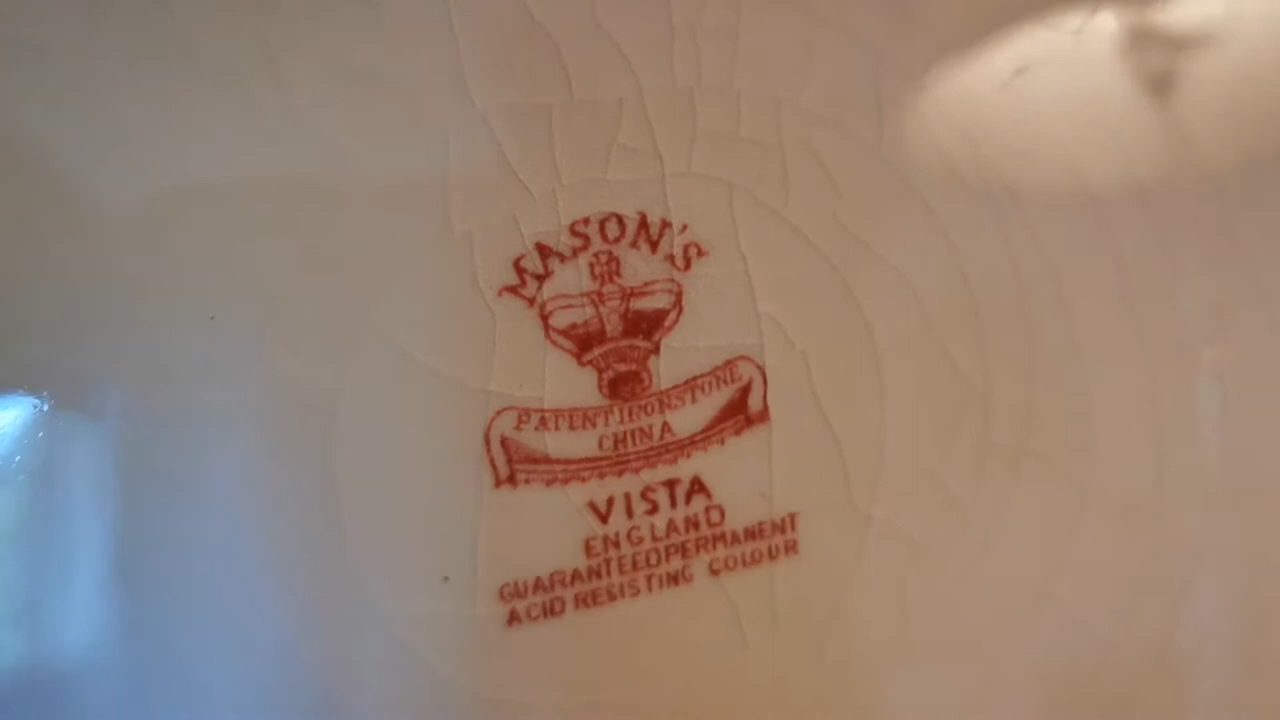 MASON'S
PATENT IRONSTONE
CHINA
VISTA
ENGLAND
GUARANTEED PERMANENT
ACID RESISTING COLOUR